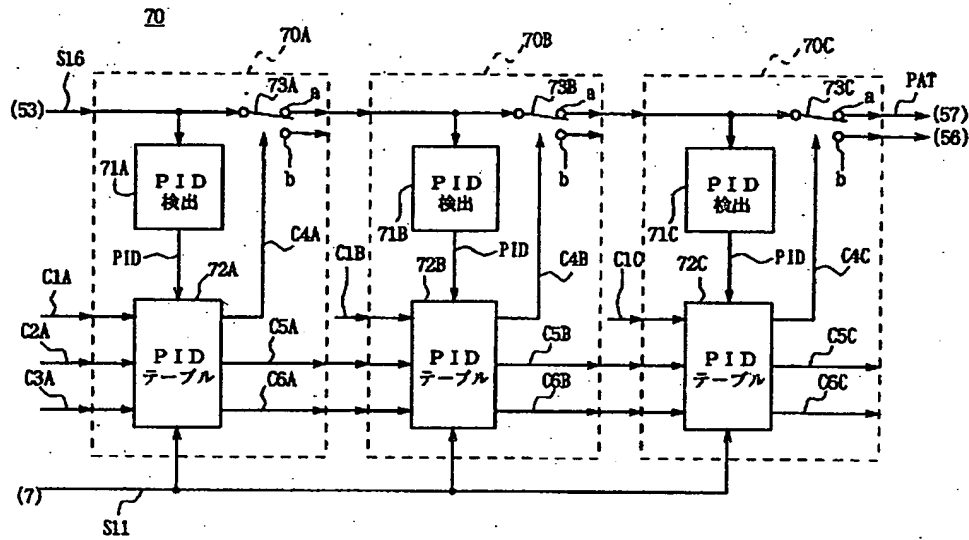 70
70A
70B
70C
S16
73A
a
73B
a
73C
a
PAT
(53)
(57)
(56)
b
b
b
71A
PID
検出
71B
PID
検出
71C
PID
検出
PID
C4A
PID
C4B
PID
C4C
C1A
72A
C1B
72B
C1C
72C
C2A
C5A
C5B
C5C
PID
テーブル
PID
テーブル
PID
テーブル
C3A
C6A
C6B
C6C
(7)
S11